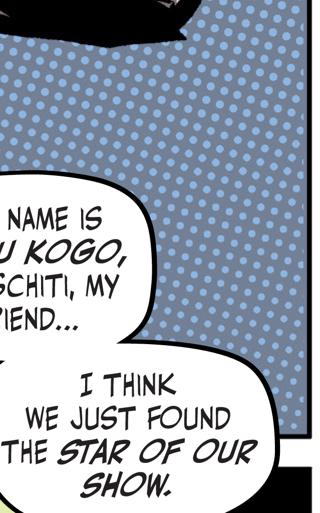 NAME IS
U KOGO,
SCHITI, MY
IEND...
I THINK
WE JUST FOUND
THE STAR OF OUR
SHOW.